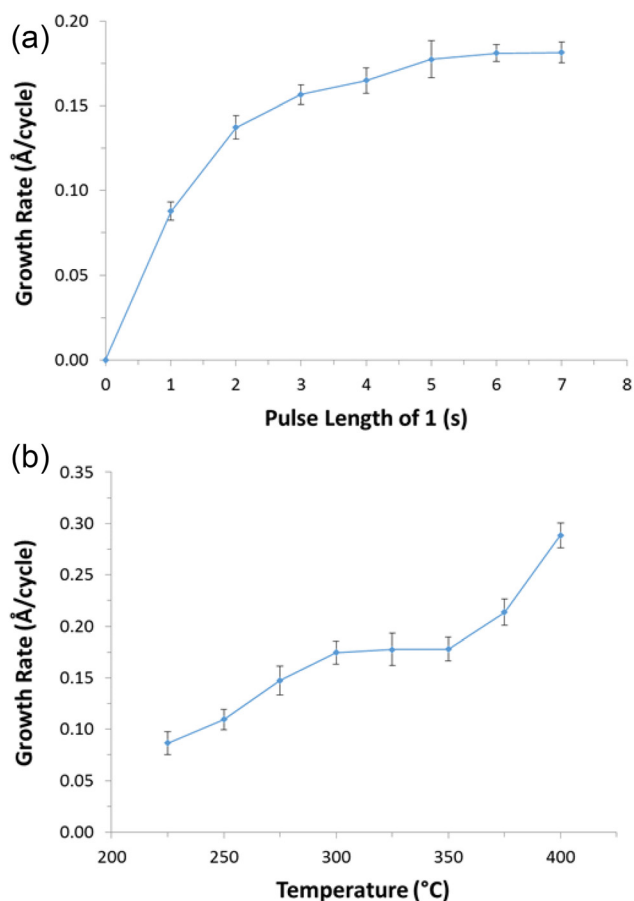 (a)
0.20
0.15
0.10
0.05
0.00
Growth Rate (Å/cycle)
0 1 2 3 4 5 6 7 8
Pulse Length of 1 (s)
(b)
0.35
0.30
0.25
0.20
0.15
0.10
0.05
0.00
Growth Rate (Å/cycle)
200 250 300 350 400
Temperature (°C)